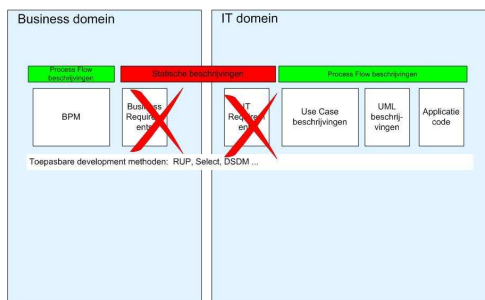 Business domein
IT domein
Process Flow
beschrijvingen
Statische beschrijvingen
Process Flow beschrijvingen
BPM
Business
Requirem
ents
IT
Requirem
ents
Use Case
beschrijvingen
UML
beschrij-
vingen
Applicatie
code
Toepasbare development methoden: RUP, Select, DSDM ...